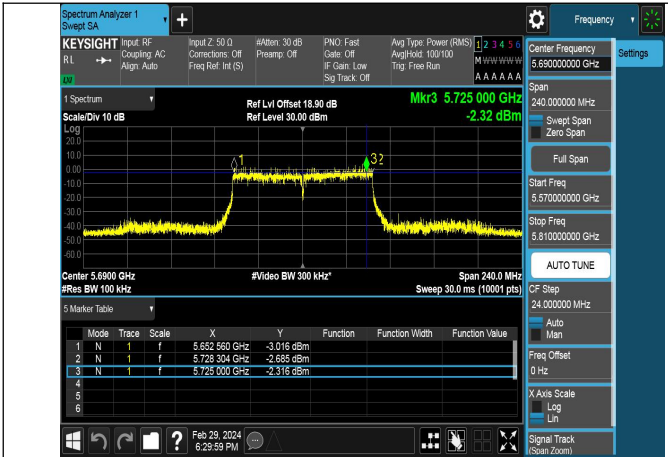 Spectrum Analyzer 1
Swept SA
+
Frequency
KEYSIGHT
Input: RF
Input Z: 50 Ω
#Atten: 30 dB
PNO: Fast
Avg Type: Power (RMS)
1 2 3 4 5 6
RL
Coupling: AC
Corrections: Off
Preamp: Off
Gate: Off
Avg|Hold: 100/100
M W W W W W
Align: Auto
Freq Ref: Int (S)
IF Gain: Low
Trig: Free Run
Sig Track: Off
A A A A A A
1 Spectrum
Ref Lvl Offset 18.90 dB
Mkr3 5.725 000 GHz
Scale/Div 10 dB
Ref Level 30.00 dBm
-2.32 dBm
Log
20.0
10.0
0.00
-10.0
-20.0
-30.0
-40.0
-50.0
-60.0
1
3 2
Center 5.6900 GHz
#Video BW 300 kHz*
Span 240.0 MHz
#Res BW 100 kHz
Sweep 30.0 ms (10001 pts)
5 Marker Table
Mode Trace Scale X Y Function Function Width Function Value
1 N 1 f 5.652 560 GHz -3.016 dBm
2 N 1 f 5.728 304 GHz -2.685 dBm
3 N 1 f 5.725 000 GHz -2.316 dBm
4
5
6
?
Feb 29, 2024
6:29:59 PM
Center Frequency
5.690000000 GHz
Settings
Span
240.000000 MHz
Swept Span
Zero Span
Full Span
Start Freq
5.570000000 GHz
Stop Freq
5.810000000 GHz
AUTO TUNE
CF Step
24.000000 MHz
Auto
Man
Freq Offset
0 Hz
X Axis Scale
Log
Lin
Signal Track
(Span Zoom)